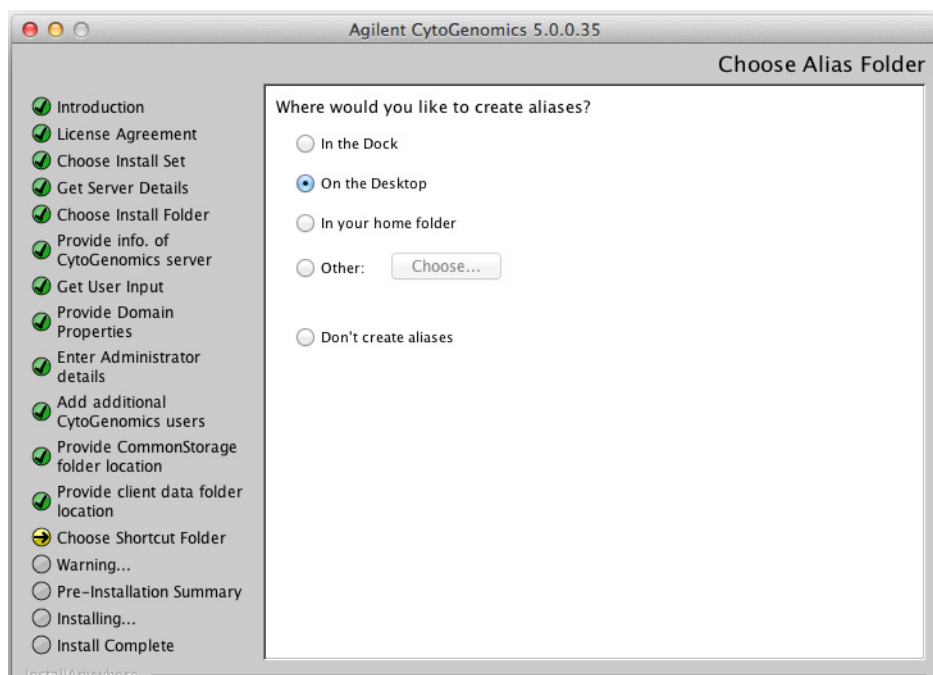 Agilent CytoGenomics 5.0.0.35
Choose Alias Folder
Introduction
License Agreement
Choose Install Set
Get Server Details
Choose Install Folder
Provide info. of
CytoGenomics server
Get User Input
Provide Domain
Properties
Enter Administrator
details
Add additional
CytoGenomics users
Provide CommonStorage
folder location
Provide client data folder
location
Choose Shortcut Folder
Warning...
Pre-Installation Summary
Installing...
Install Complete
Where would you like to create aliases?
In the Dock
On the Desktop
In your home folder
Other:
Choose...
Don't create aliases
InstallAnywhere